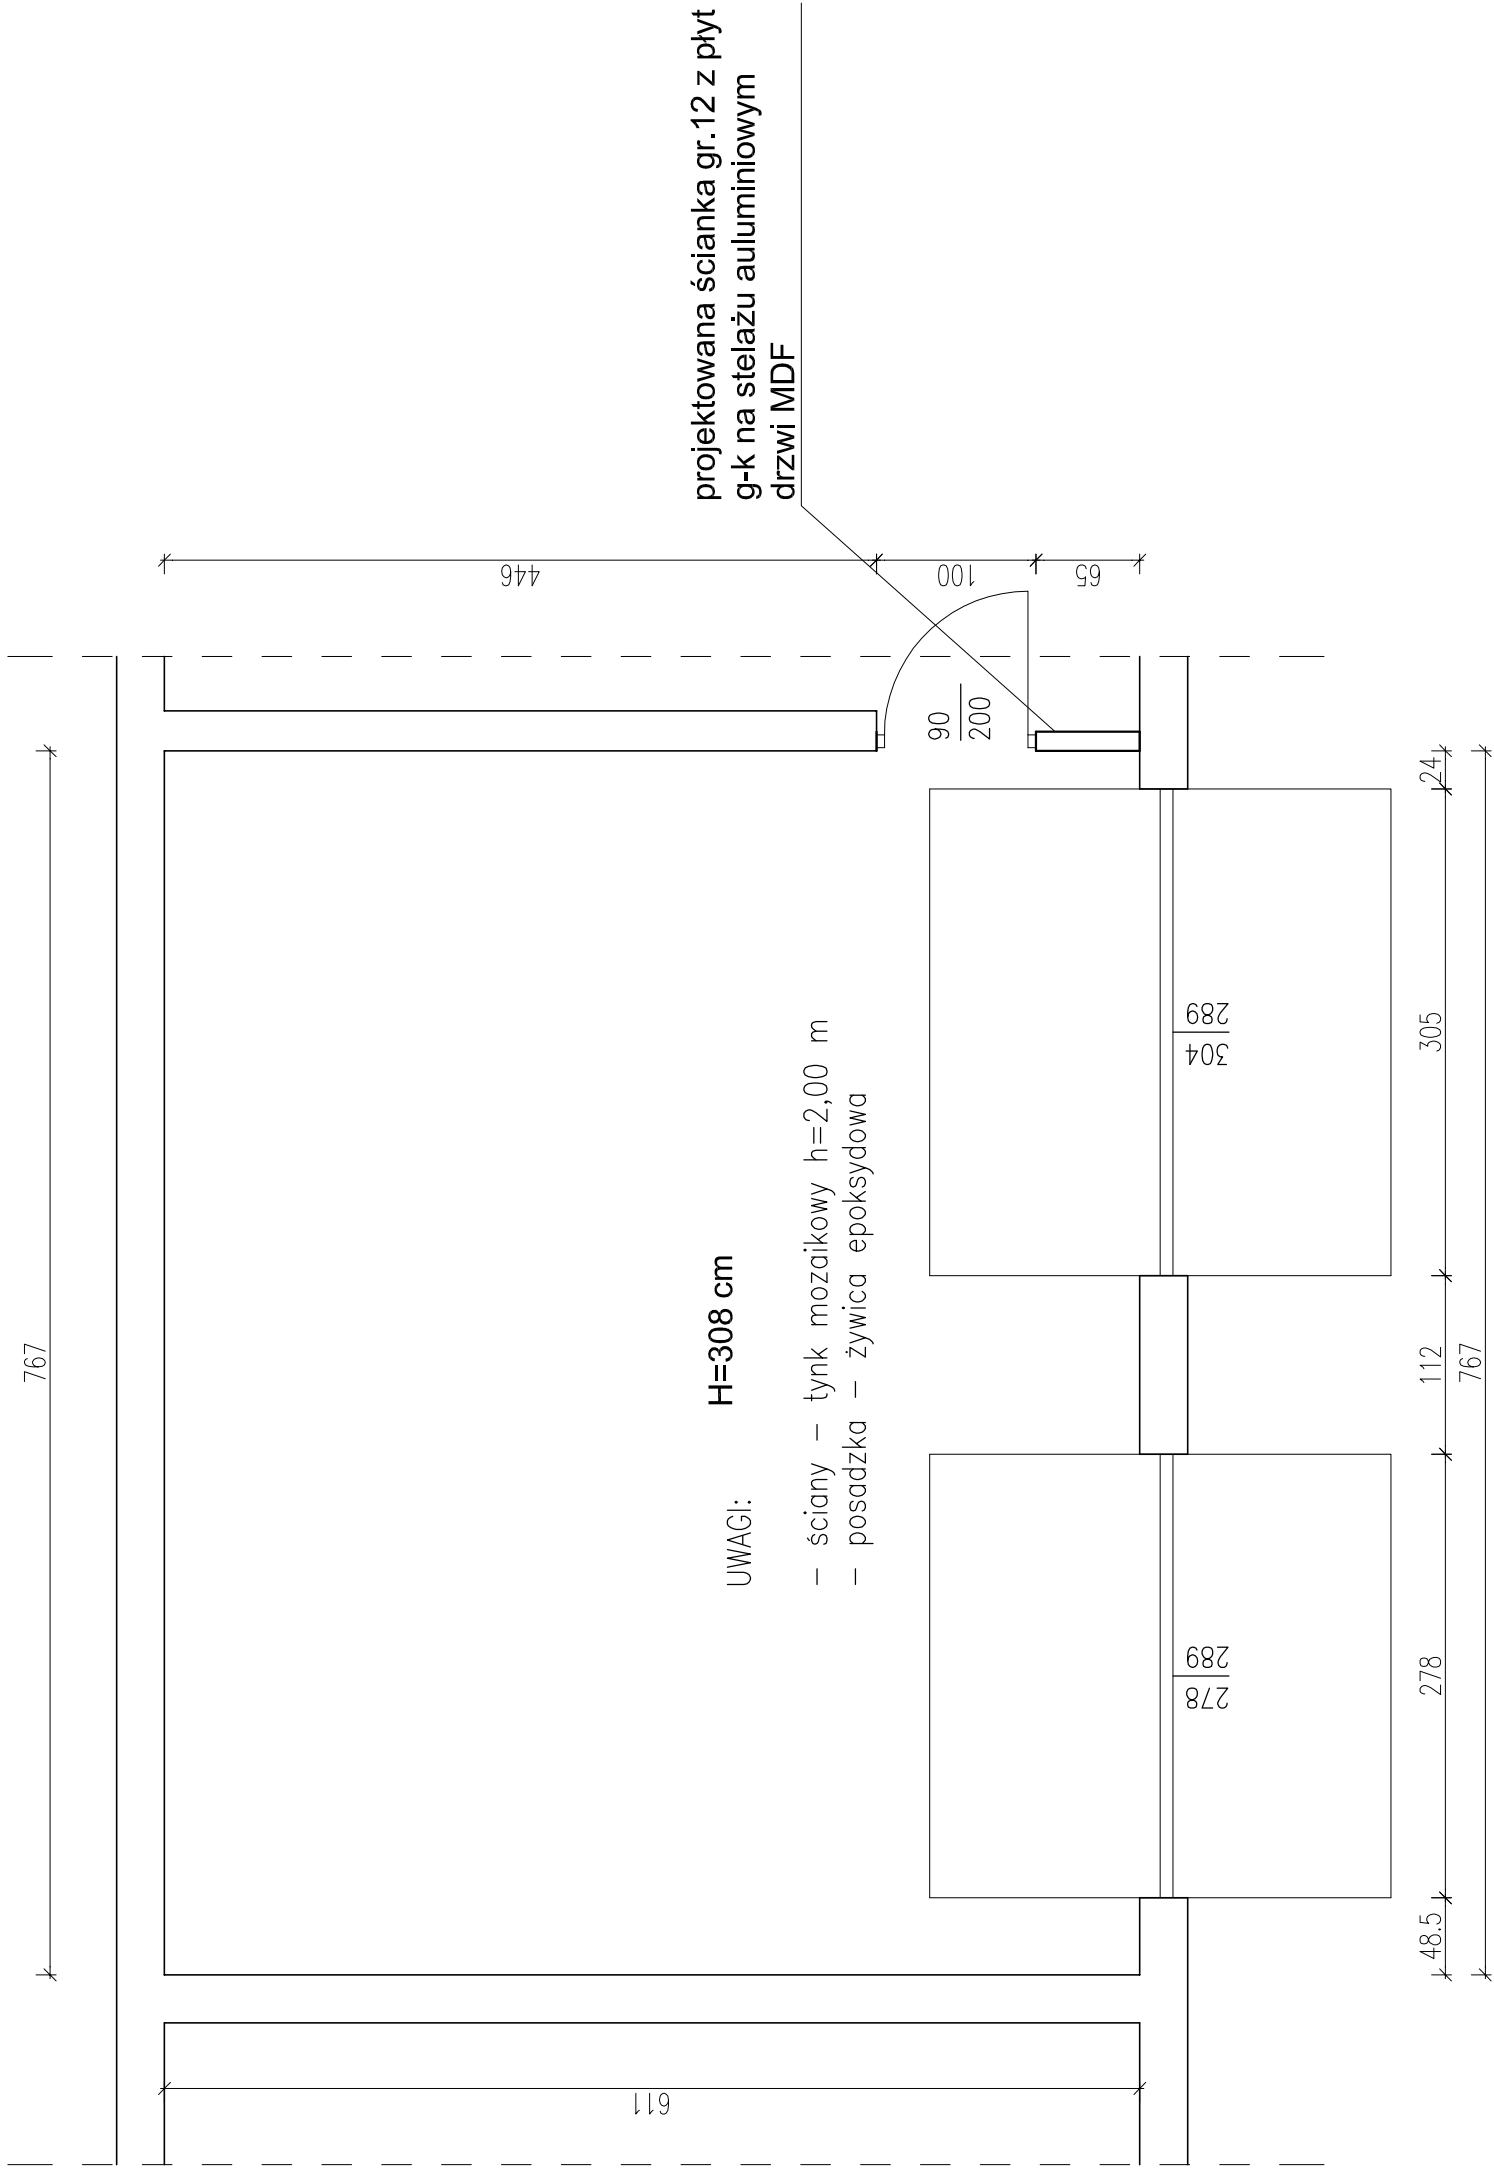 projektowana ścianka gr.12 z płyt
g-k na stelażu auluminiowym
drzwi MDF
446
100
65
90
200
24
767
H=308 cm
UWAGI:
- ściany - tynk mozaikowy h=2,00 m
- posadzka - żywica epoksydowa
289
304
305
112
767
289
278
278
48.5
611